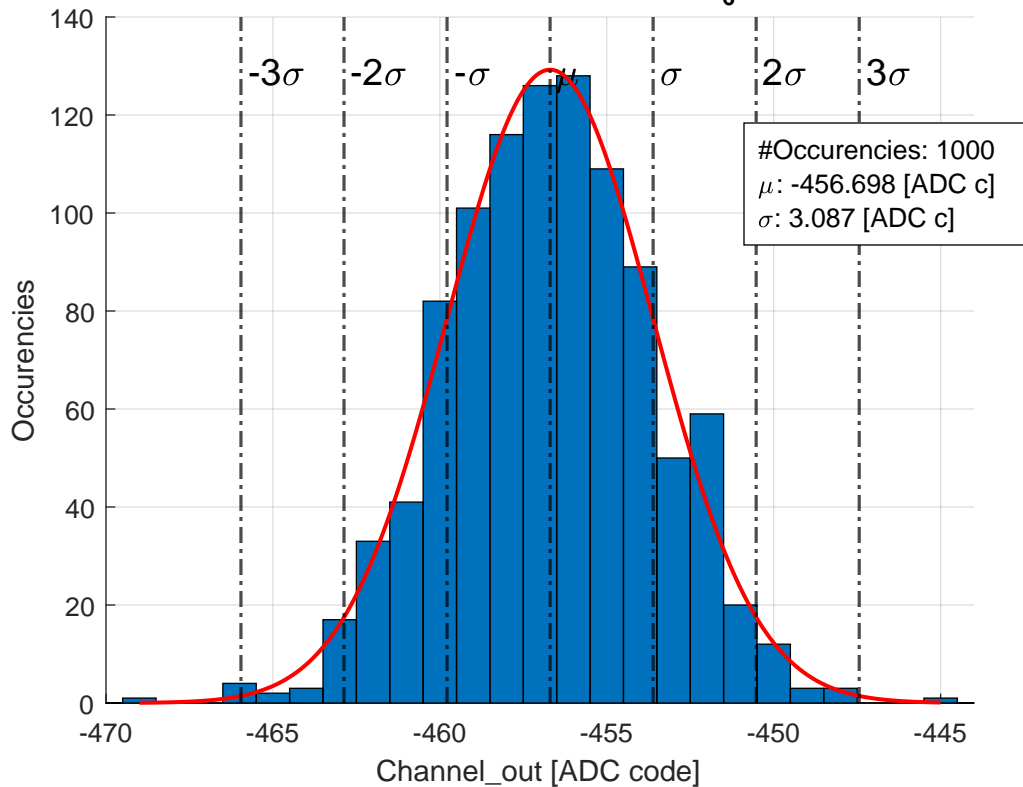 140
120
100
80
60
40
20
0
-3σ
-2σ
-σ
μ
σ
2σ
3σ
#Occurencies: 1000
μ: -456.698 [ADC c]
σ: 3.087 [ADC c]
Occurencies
-470
-465
-460
-455
-450
-445
Channel_out [ADC code]